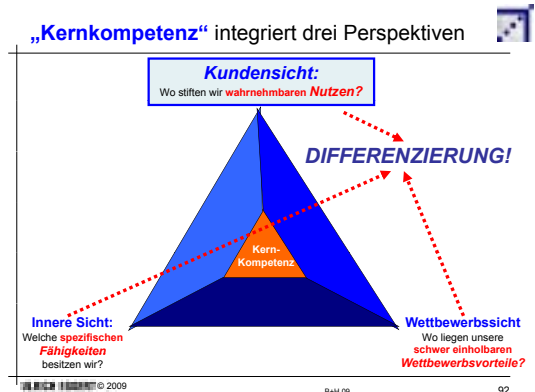 „Kernkompetenz“ integriert drei Perspektiven
Kundensicht:
Wo stiften wir wahrnehmbaren Nutzen?
DIFFERENZIERUNG!
Kern-
Kompetenz
Innere Sicht:
Welche spezifischen
Fähigkeiten
besitzen wir?
Wettbewerbssicht
Wo liegen unsere
schwer einholbaren
Wettbewerbsvorteile?
© 2009
92